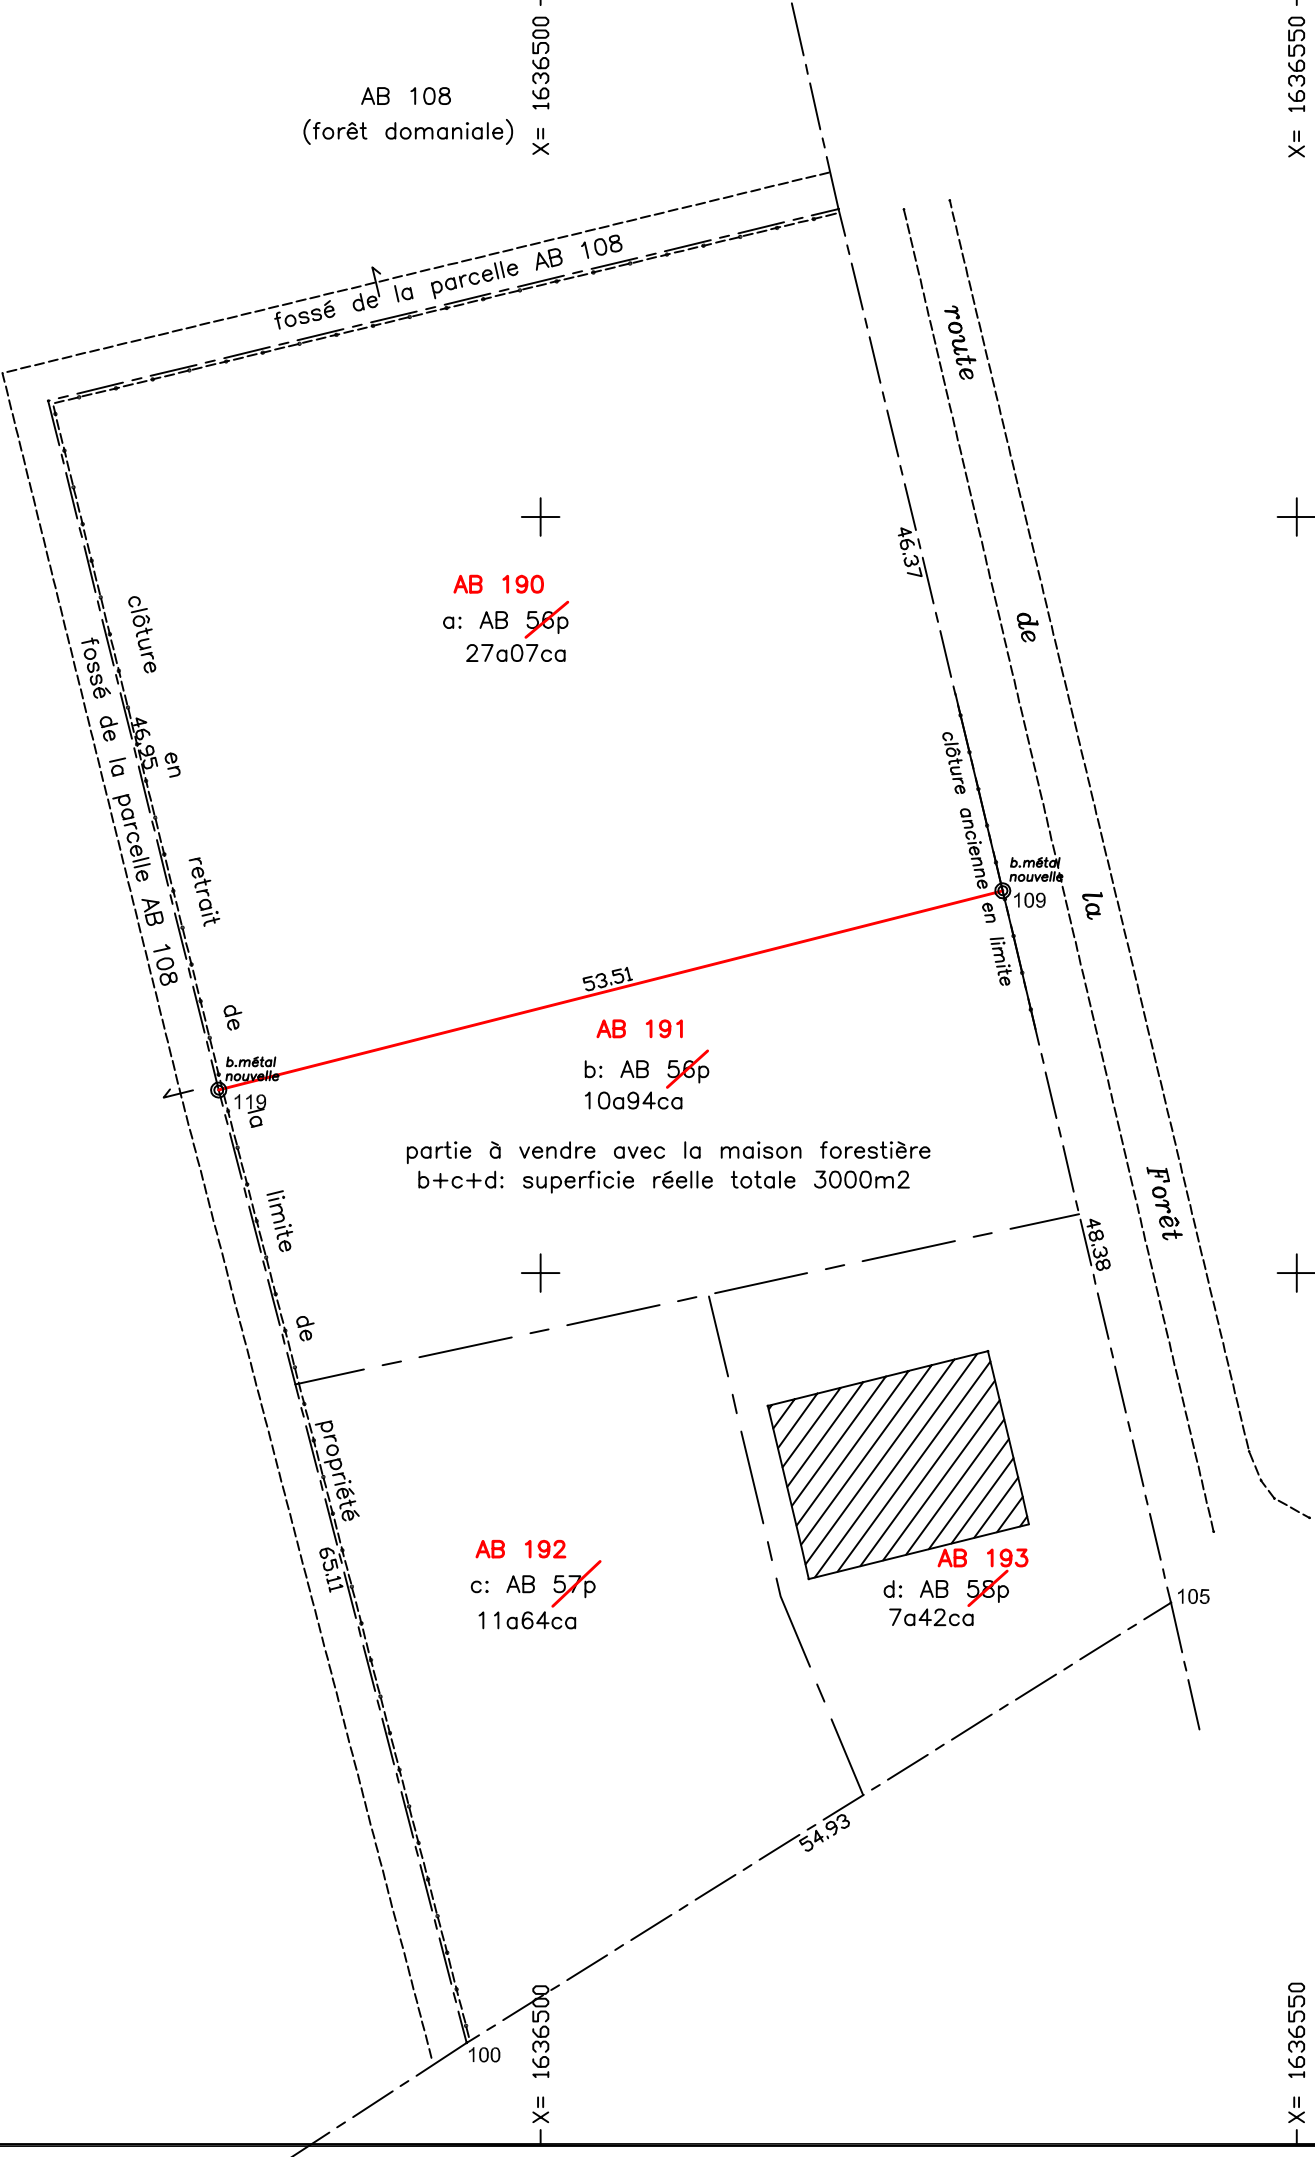 X= 1636500
X= 1636550
AB 108
(forêt domaniale)
fossé de la parcelle AB 108
route de la Forêt
46.37
AB 190
a: AB 56p
27a07ca
clôture en retrait de la limite de propriété
46.95
fossé de la parcelle AB 108
clôture ancienne en limite
b.métal
nouvelle
109
53.51
AB 191
b: AB 56p
10a94ca
b.métal
nouvelle
119
partie à vendre avec la maison forestière
b+c+d: superficie réelle totale 3000m2
48.38
AB 192
c: AB 57p
11a64ca
AB 193
d: AB 58p
7a42ca
105
65.11
54.93
100
X= 1636500
X= 1636550